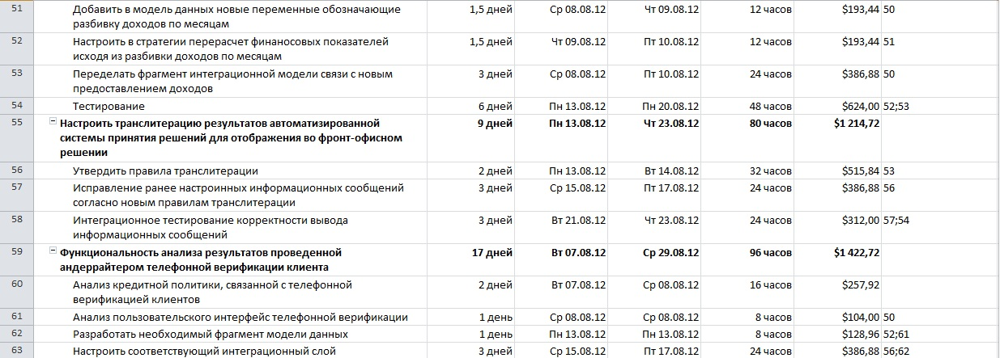 51 Добавить в модель данных новые переменные обозначающие 1,5 дней Ср 08.08.12 Чт 09.08.12 12 часов $193,44 50
разбивку доходов по месяцам
52 Настроить в стратегии перерасчет финаносовых показателей 1,5 дней Чт 09.08.12 Пт 10.08.12 12 часов $193,44 51
исходя из разбивки доходов по месяцам
53 Переделать фрагмент интеграционной модели связи с новым 3 дней Ср 08.08.12 Пт 10.08.12 24 часов $386,88 50
предоставлением доходов
54 Тестирование 6 дней Пн 13.08.12 Пн 20.08.12 48 часов $624,00 52;53
55 Настроить транслитерацию результатов автоматизированной 9 дней Пн 13.08.12 Чт 23.08.12 80 часов $1 214,72
системы принятия решений для отображения во фронт-офисном
решении
56 Утвердить правила транслитерации 2 дней Пн 13.08.12 Вт 14.08.12 32 часов $515,84 53
57 Исправление ранее настроинных информационных сообщений 3 дней Ср 15.08.12 Пт 17.08.12 24 часов $386,88 56
согласно новым правилам транслитерации
58 Интеграционное тестирование корректности вывода 3 дней Вт 21.08.12 Чт 23.08.12 24 часов $312,00 57;54
информационных сообщений
59 Функциональность анализа результатов проведенной 17 дней Вт 07.08.12 Ср 29.08.12 96 часов $1 422,72
андеррайтером телефонной верификации клиента
60 Анализ кредитной политики, связанной с телефонной 2 дней Вт 07.08.12 Ср 08.08.12 16 часов $257,92
верификацией клиентов
61 Анализ пользовательского интерфейс телефонной верификации 1 день Ср 08.08.12 Ср 08.08.12 8 часов $104,00 50
62 Разработать необходимый фрагмент модели данных 1 день Пн 13.08.12 Пн 13.08.12 8 часов $128,96 52;61
63 Настроить соответствующий интеграционный слой 3 дней Ср 15.08.12 Пт 17.08.12 24 часов $386,88 56;62